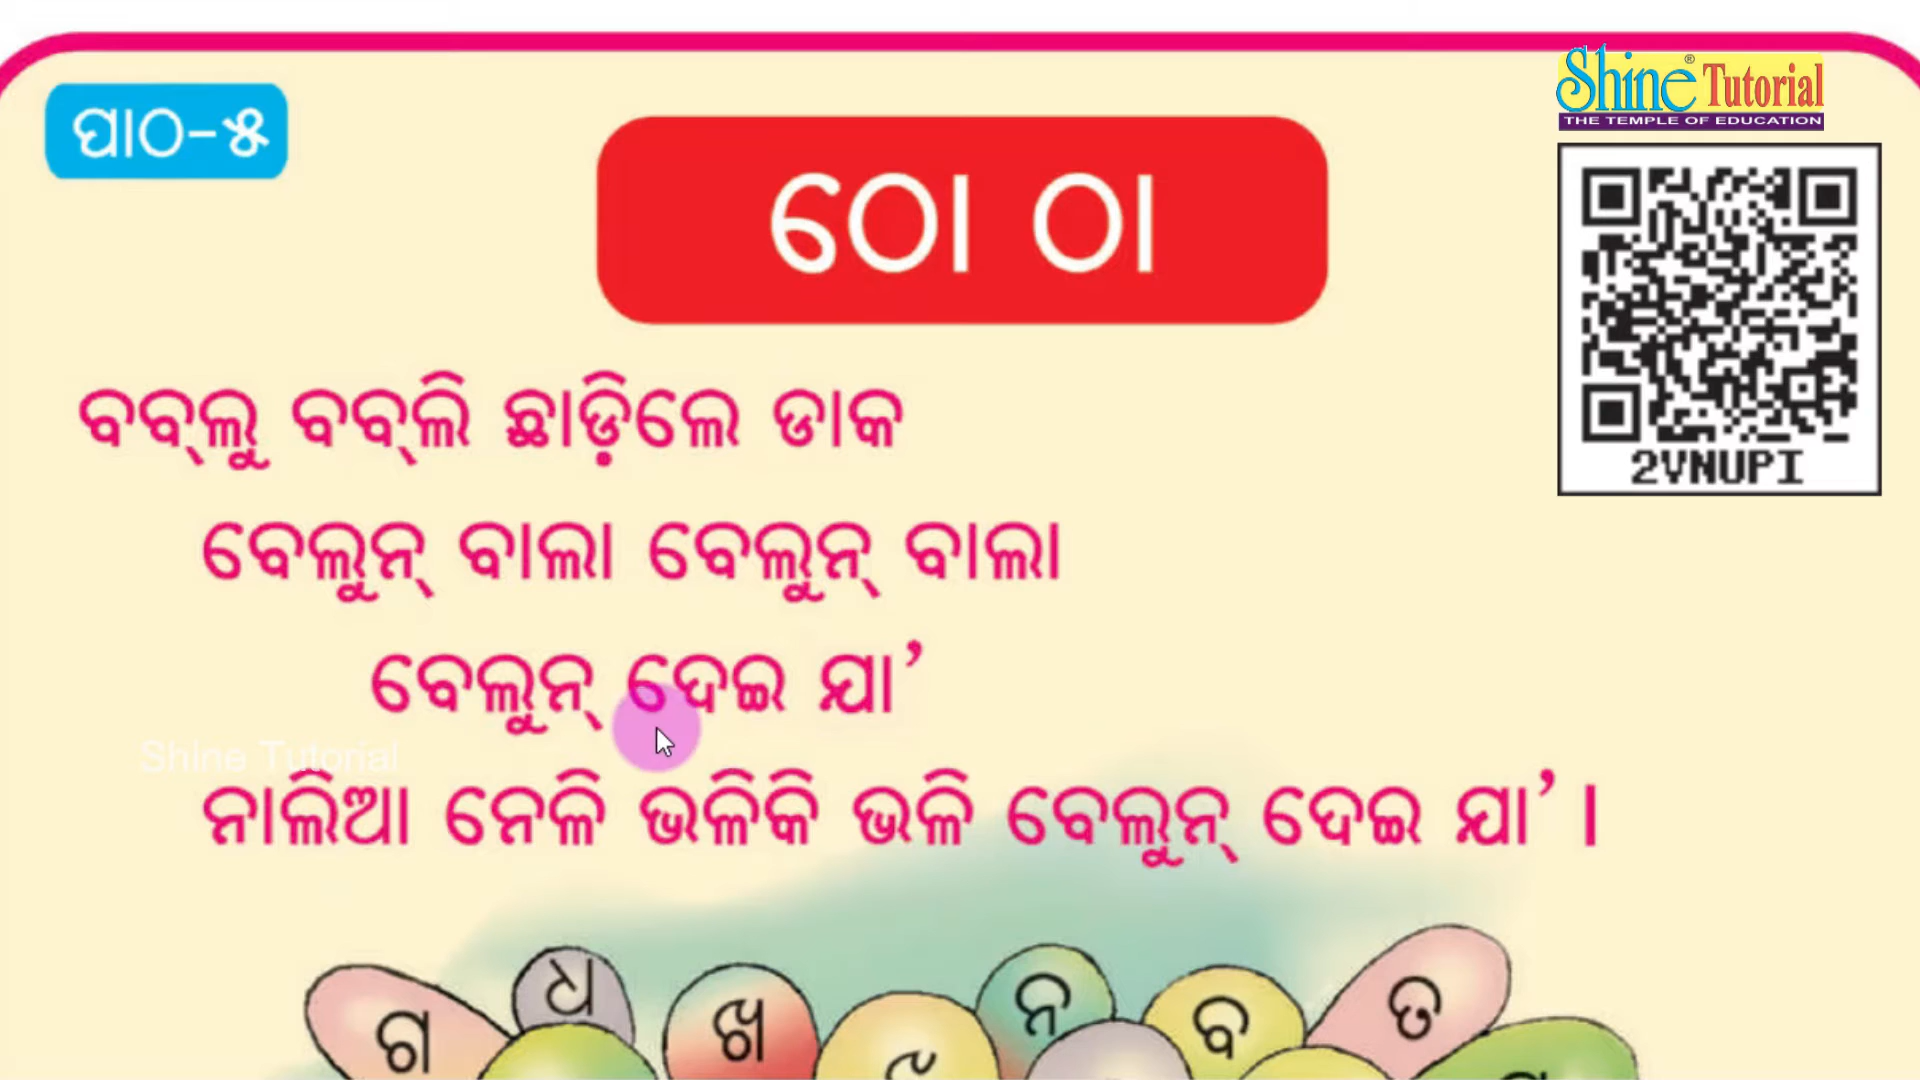 Shine® Tutorial
THE TEMPLE OF EDUCATION
ପାଠ-୫
ଠୋ ଠା
2VNUPI
ବବ୍‌ଲୁ ବବ୍‌ଲି ଛାଡ଼ିଲେ ଡାକ
ବେଲୁନ୍ ବାଲା ବେଲୁନ୍ ବାଲା
ବେଲୁନ୍ ଦେଇ ଯା’
Shine Tutorial
ନାଲିଆ ନେଳି ଭଳିକି ଭଳି ବେଲୁନ୍ ଦେଇ ଯା’ ।
ଗ ଧ ଖ ନ ବ ତ